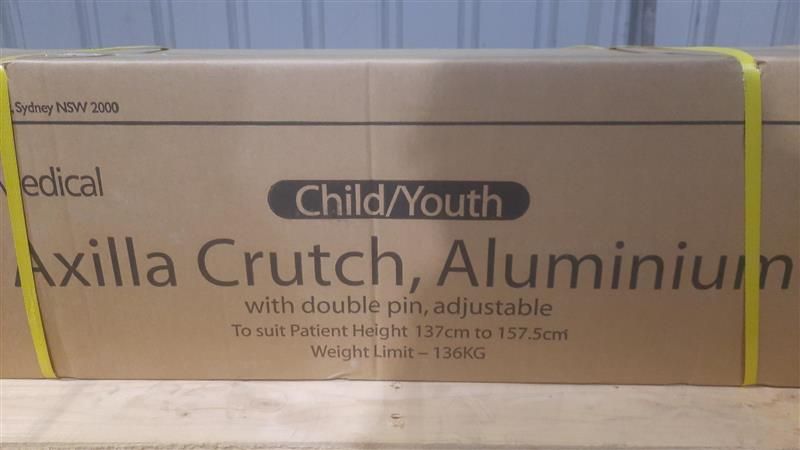 , Sydney NSW 2000
edical
Child/Youth
Axilla Crutch, Aluminium
with double pin, adjustable
To suit Patient Height 137cm to 157.5cm
Weight Limit – 136KG